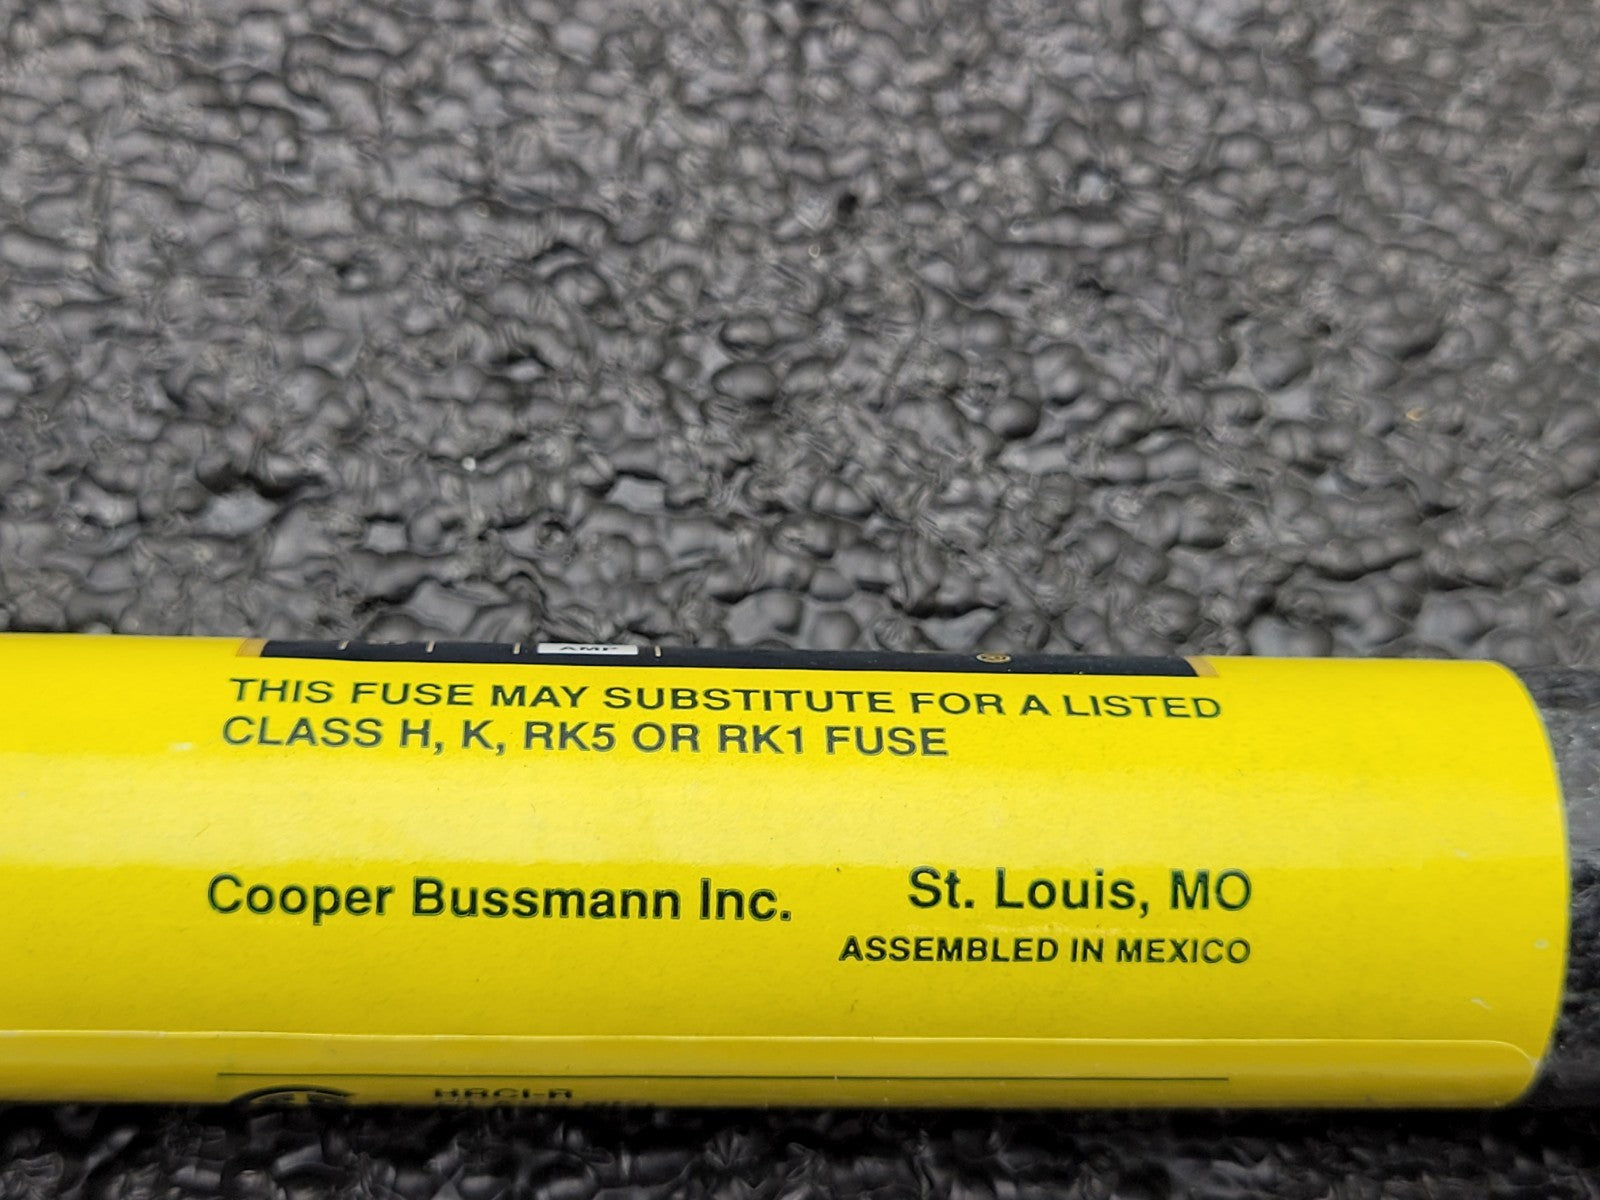 AMP
THIS FUSE MAY SUBSTITUTE FOR A LISTED
CLASS H, K, RK5 OR RK1 FUSE
Cooper Bussmann Inc.
St. Louis, MO
ASSEMBLED IN MEXICO
HRCI-R